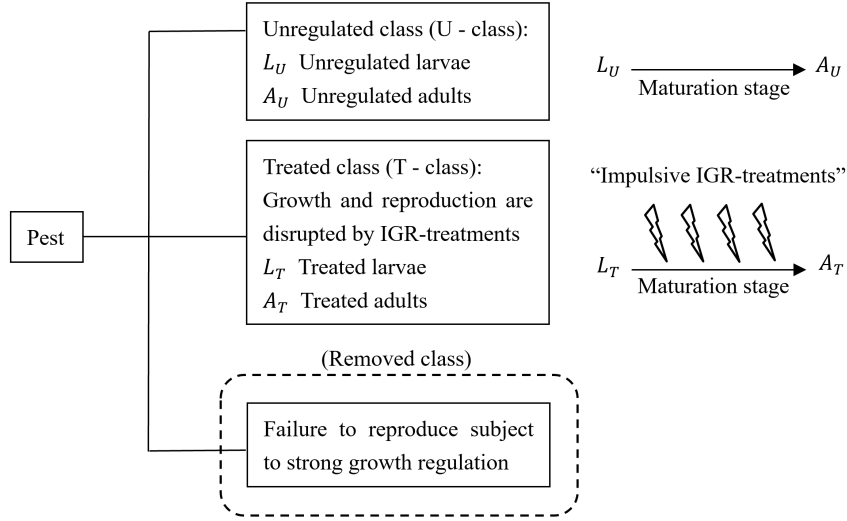 Unregulated class (U - class):
L_U Unregulated larvae
A_U Unregulated adults
L_U
A_U
Maturation stage
Treated class (T - class):
Growth and reproduction are
disrupted by IGR-treatments
L_T Treated larvae
A_T Treated adults
“Impulsive IGR-treatments”
L_T
A_T
Maturation stage
Pest
(Removed class)
Failure to reproduce subject
to strong growth regulation